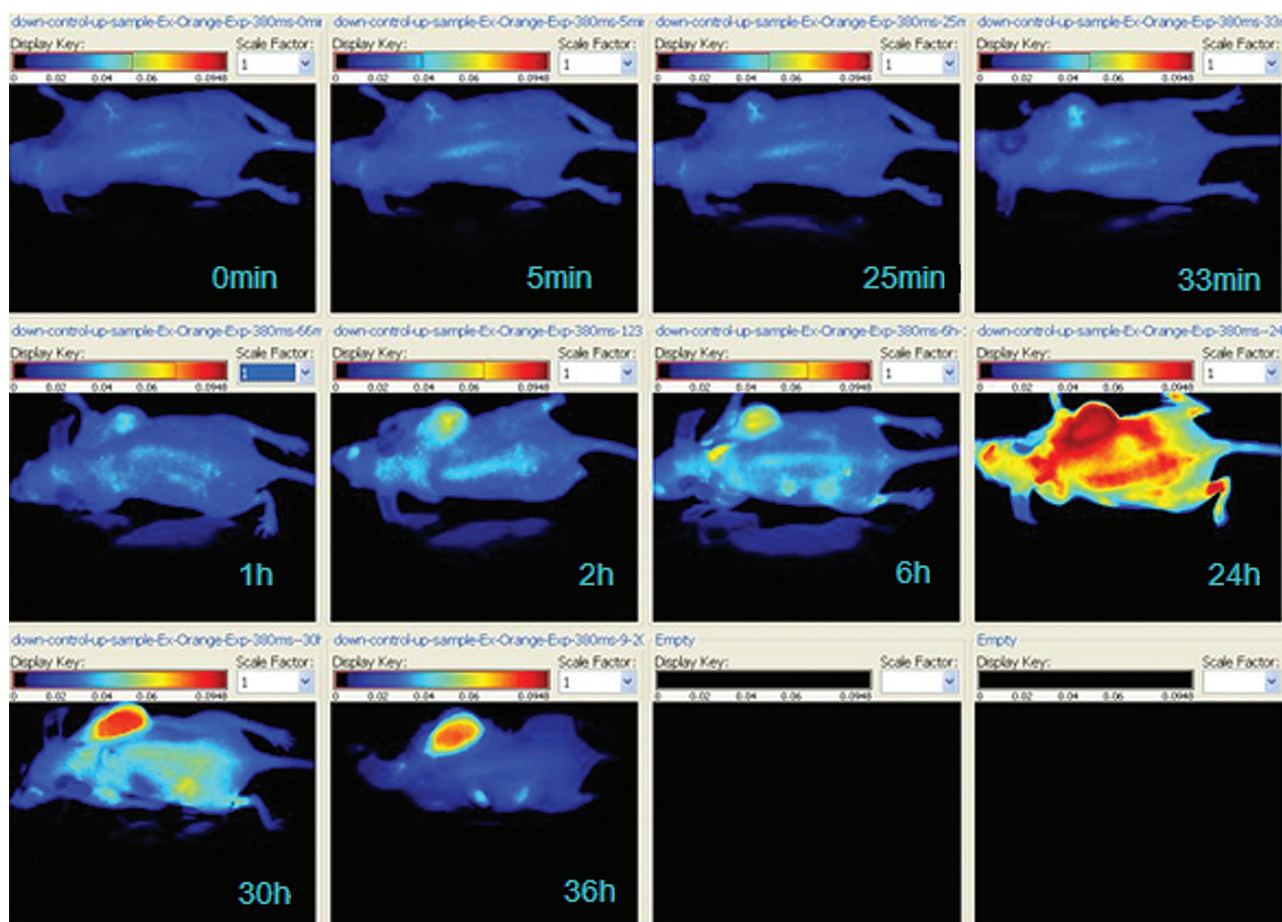 down-control-up-sample-Ex-Orange-Exp-380ms-0min
Display Key: Scale Factor:
1
0 0.02 0.04 0.06 0.0948
0min
down-control-up-sample-Ex-Orange-Exp-380ms-5min
Display Key: Scale Factor:
1
0 0.02 0.04 0.06 0.0948
5min
down-control-up-sample-Ex-Orange-Exp-380ms-25m
Display Key: Scale Factor:
1
0 0.02 0.04 0.06 0.0948
25min
down-control-up-sample-Ex-Orange-Exp-380ms-33m
Display Key: Scale Factor:
1
0 0.02 0.04 0.06 0.0948
33min
down-control-up-sample-Ex-Orange-Exp-380ms-66m
Display Key: Scale Factor:
1
0 0.02 0.04 0.06 0.0948
1h
down-control-up-sample-Ex-Orange-Exp-380ms-123
Display Key: Scale Factor:
1
0 0.02 0.04 0.06 0.0948
2h
down-control-up-sample-Ex-Orange-Exp-380ms-6h-
Display Key: Scale Factor:
1
0 0.02 0.04 0.06 0.0948
6h
down-control-up-sample-Ex-Orange-Exp-380ms--24
Display Key: Scale Factor:
1
0 0.02 0.04 0.06 0.0948
24h
down-control-up-sample-Ex-Orange-Exp-380ms--30h
Display Key: Scale Factor:
1
0 0.02 0.04 0.06 0.0948
30h
down-control-up-sample-Ex-Orange-Exp-380ms-9-20
Display Key: Scale Factor:
1
0 0.02 0.04 0.06 0.0948
36h
Empty
Display Key: Scale Factor:
0 0.02 0.04 0.06 0.0948
Empty
Display Key: Scale Factor:
0 0.02 0.04 0.06 0.0948